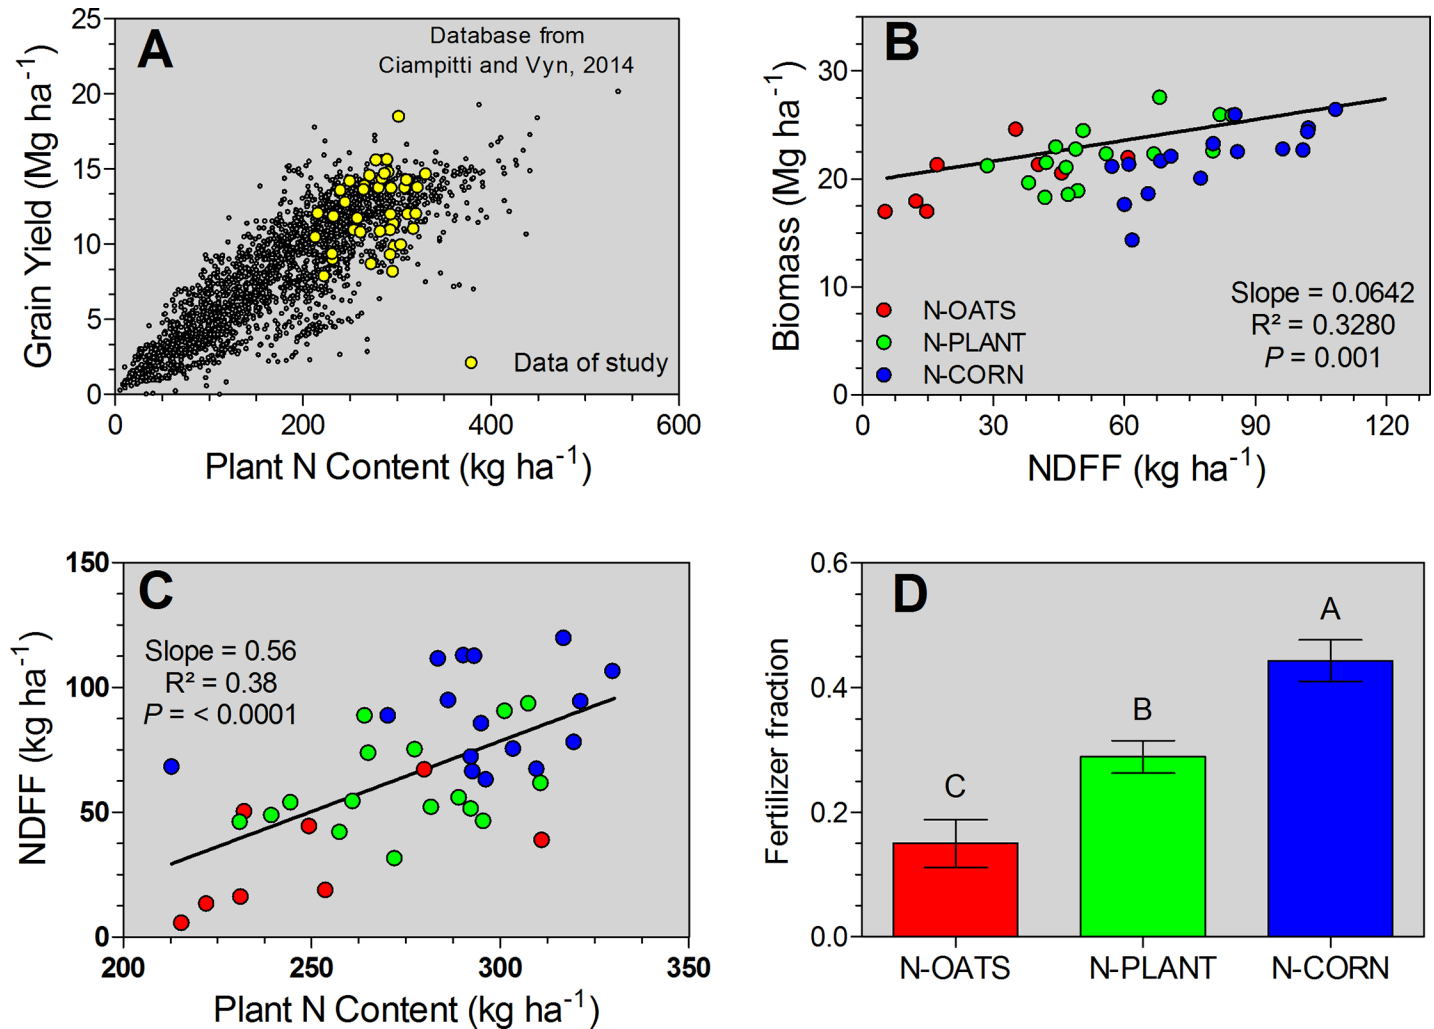 A
Database from
Ciampitti and Vyn, 2014
Data of study
25
20
15
10
5
0
0 200 400 600
Grain Yield (Mg ha⁻¹)
Plant N Content (kg ha⁻¹)
B
30
20
10
0
0 30 60 90 120
Biomass (Mg ha⁻¹)
NDFF (kg ha⁻¹)
N-OATS
N-PLANT
N-CORN
Slope = 0.0642
R² = 0.3280
P = 0.001
C
Slope = 0.56
R² = 0.38
P = < 0.0001
150
100
50
0
200 250 300 350
NDFF (kg ha⁻¹)
Plant N Content (kg ha⁻¹)
D
0.6
0.4
0.2
0.0
Fertilizer fraction
C
B
A
N-OATS N-PLANT N-CORN